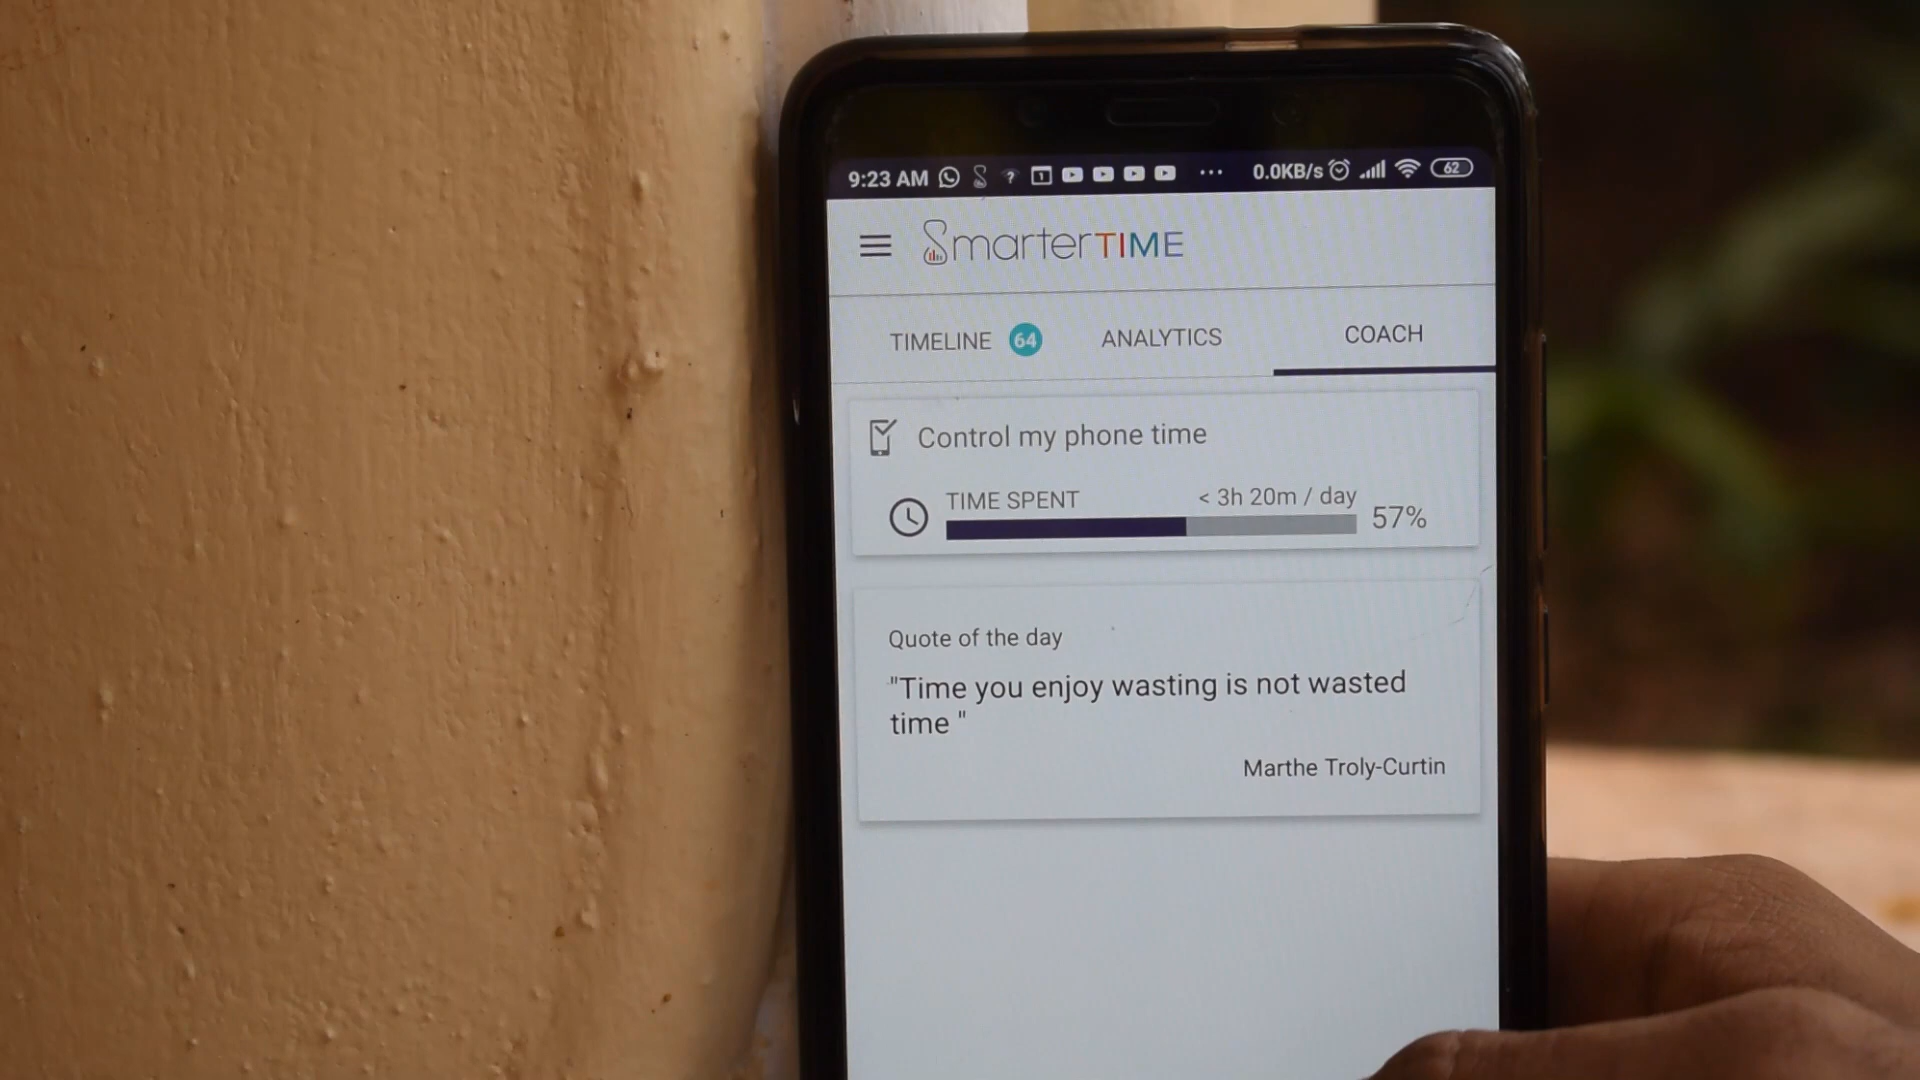 9:23 AM ? 1 ... 0.0KB/s 62
SmarterTIME
TIMELINE 64 ANALYTICS COACH
Control my phone time
TIME SPENT < 3h 20m / day 57%
Quote of the day
"Time you enjoy wasting is not wasted
time "
Marthe Troly-Curtin